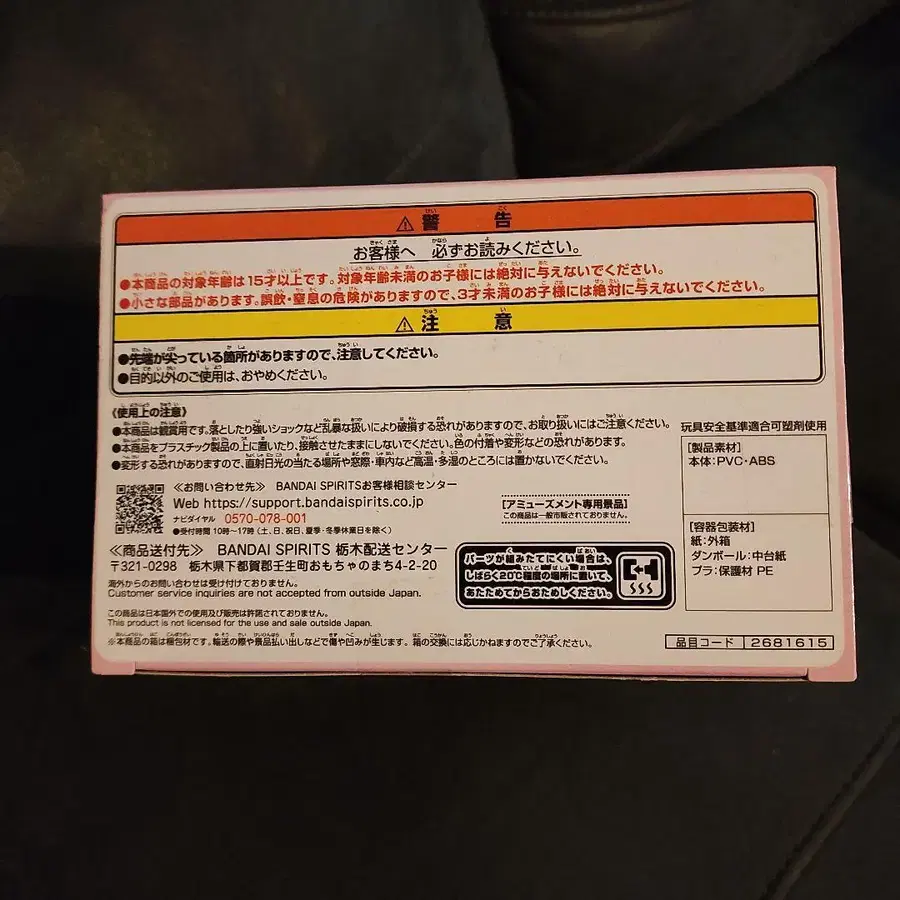 ⚠警告
お客様へ 必ずお読みください。
●本商品の対象年齢は15才以上です。対象年齢未満のお子様には絶対に与えないでください。
●小さな部品があります。誤飲・窒息の危険がありますので、3才未満のお子様には絶対に与えないでください。
⚠注意
●先端が尖っている箇所がありますので、注意してください。
●目的以外のご使用は、おやめください。
《使用上の注意》
●本商品は鑑賞用です。落としたり強いショックなど乱暴な扱いにより破損する恐れがありますので、お取り扱いにはご注意ください。
●本商品をプラスチック製品の上に置いたり、接触させたままにしないでください。色の付着や変形などの恐れがあります。
●変形する恐れがありますので、直射日光の当たる場所や窓際・車内など高温・多湿のところには置かないでください。
≪お問い合わせ先≫ BANDAI SPIRITSお客様相談センター
Web https://support.bandaispirits.co.jp
ナビダイヤル 0570-078-001
●受付時間 10時～17時(土、日、祝日、夏季・冬季休業日を除く)
≪商品送付先≫ BANDAI SPIRITS 栃木配送センター
〒321-0298 栃木県下都賀郡壬生町おもちゃのまち4-2-20
海外からのお問い合わせは受け付けておりません。
Customer service inquiries are not accepted from outside Japan.
この商品は日本国外での使用及び販売は許諾されておりません。
This product is not licensed for the use and sale outside Japan.
※本商品の箱は梱包材です。輸送の際や景品払い出しなどで傷や凹みが生じます。箱の交換には応じかねますのでご了承ください。
[アミューズメント専用景品]
この商品は一般市販されておりません。
パーツが組みたてにくい場合は、
しばらく20℃程度の場所に置いて、
あたためてからおためしください。
玩具安全基準適合可塑剤使用
[製品素材]
本体:PVC・ABS
[容器包装材]
紙:外箱
ダンボール:中台紙
プラ:保護材 PE
品目コード 2681615